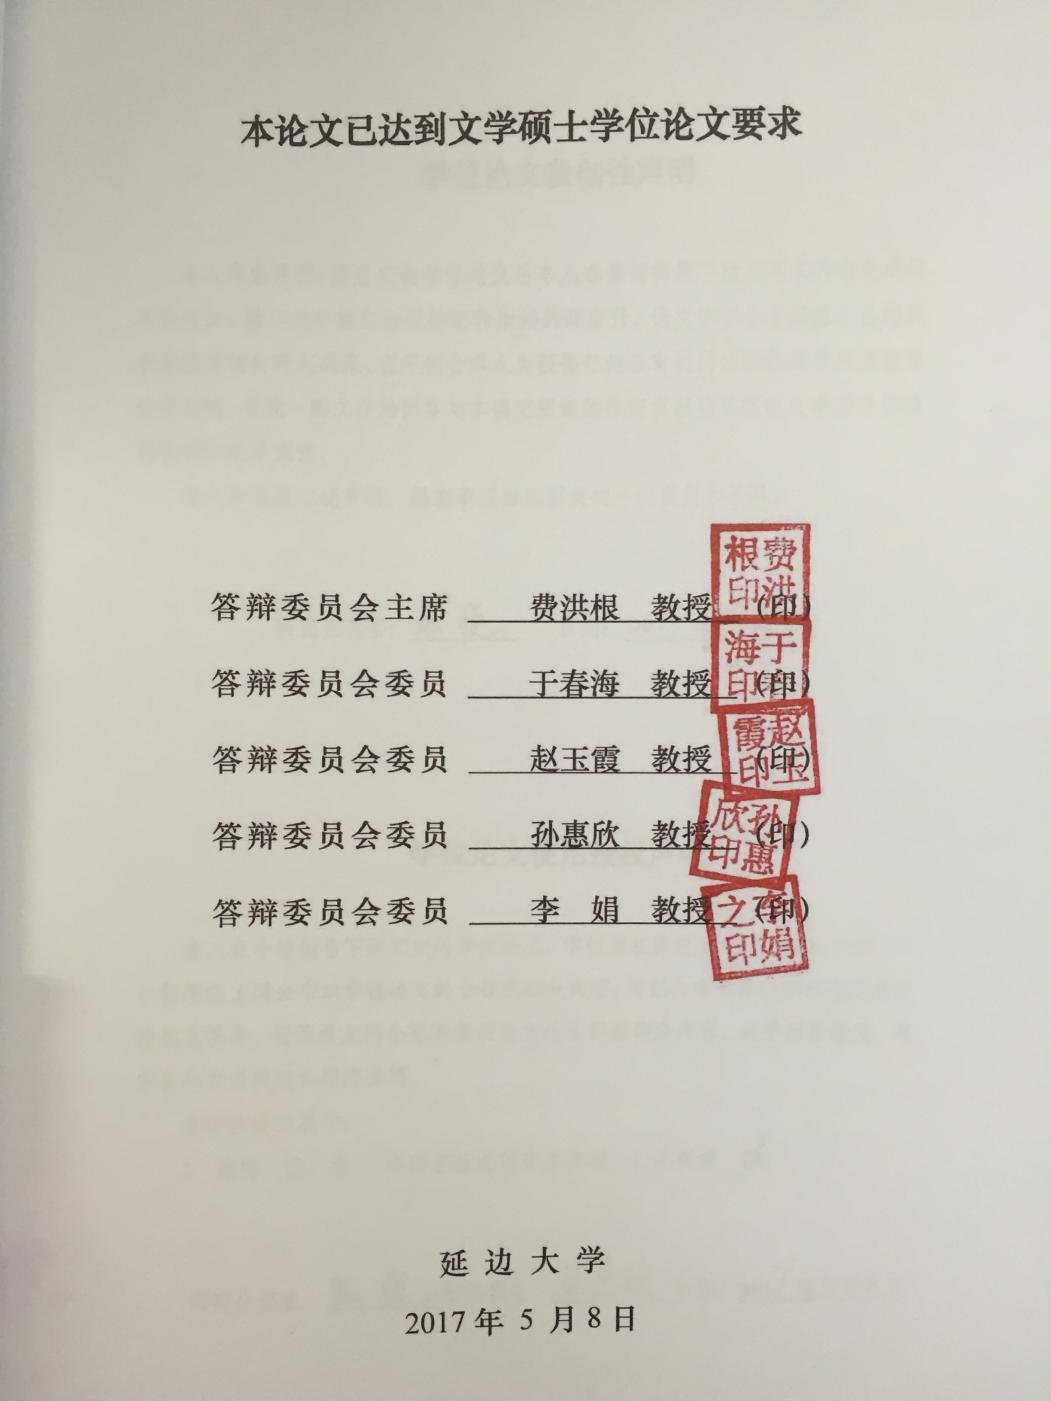 本论文已达到文学硕士学位论文要求
答辩委员会主席 费洪根 教授 (印)
费洪根印
答辩委员会委员 于春海 教授 (印)
于春海印
答辩委员会委员 赵玉霞 教授 (印)
赵玉霞印
答辩委员会委员 孙惠欣 教授 (印)
孙惠欣印
答辩委员会委员 李 娟 教授 (印)
李娟之印
延边大学
2017年 5 月8日